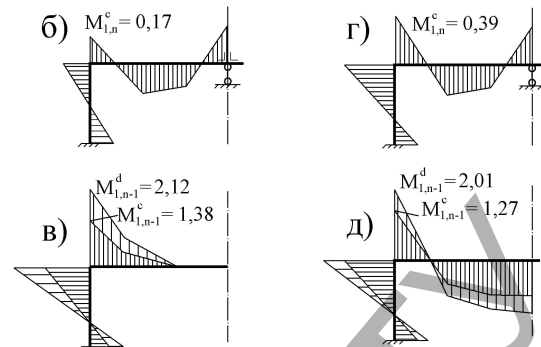 б) M^c_{1,n}=0,17
г) M^c_{1,n}=0,39
M^d_{1,n-1}=2,12
M^c_{1,n-1}=1,38
в)
M^d_{1,n-1}=2,01
M^c_{1,n-1}=1,27
д)